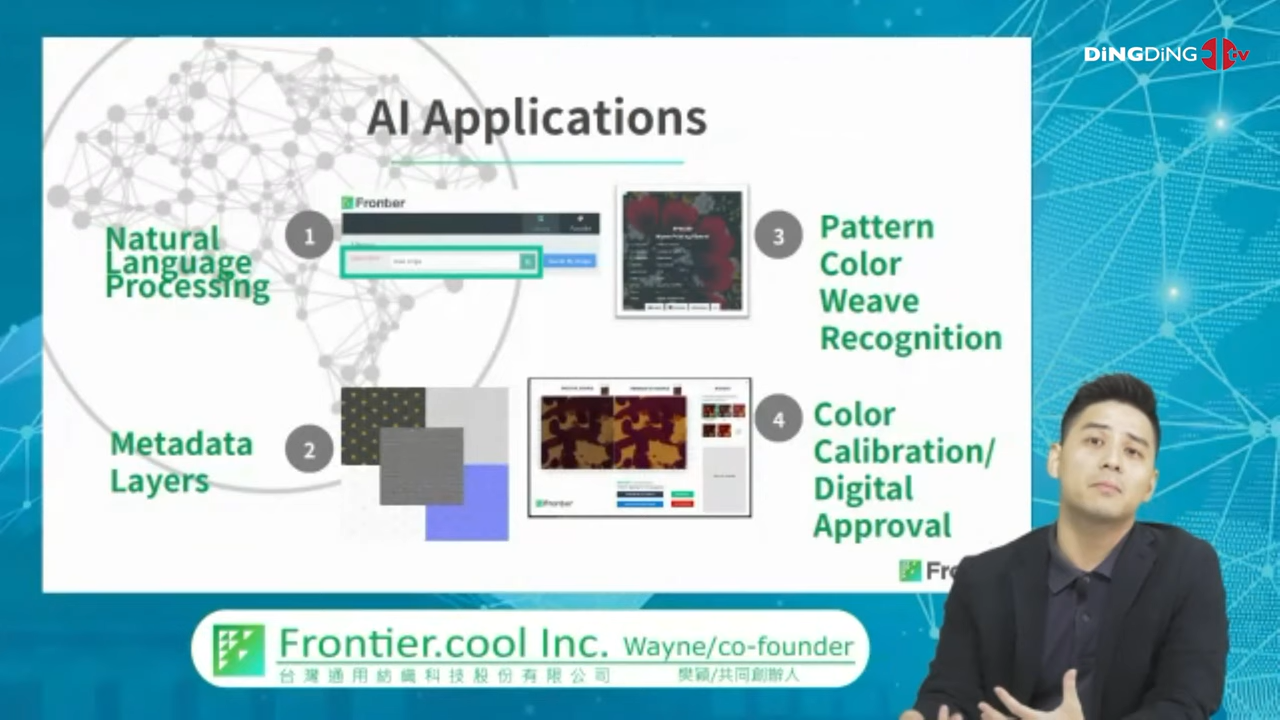 DiNGDiNG tv
AI Applications
Frontier
1
Natural
Language
Processing
3
Pattern
Color
Weave
Recognition
2
Metadata
Layers
Frontier
4
Color
Calibration/
Digital
Approval
Fro
Frontier.cool Inc. Wayne/co-founder
台灣通用紡織科技股份有限公司 樊穎/共同創辦人